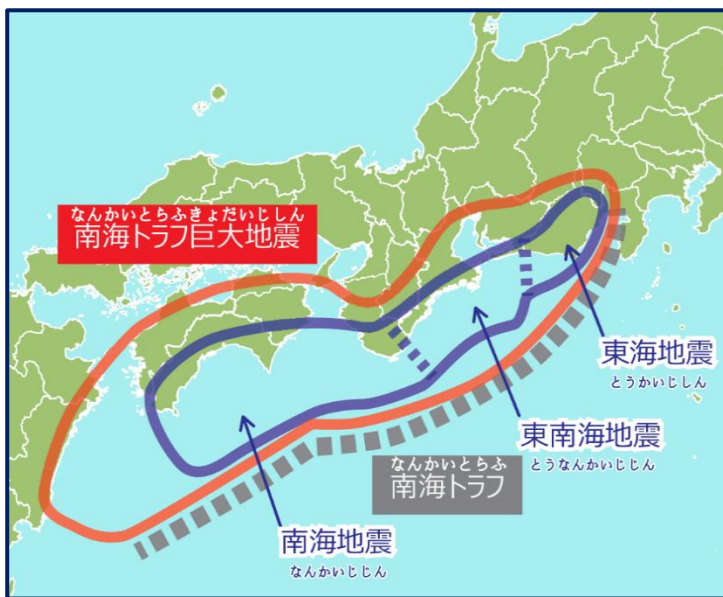 なんかいとらふきょだいじしん
南海トラフ巨大地震
東海地震
とうかいじしん
東南海地震
とうなんかいじじん
なんかいとらふ
南海トラフ
南海地震
なんかいじじん